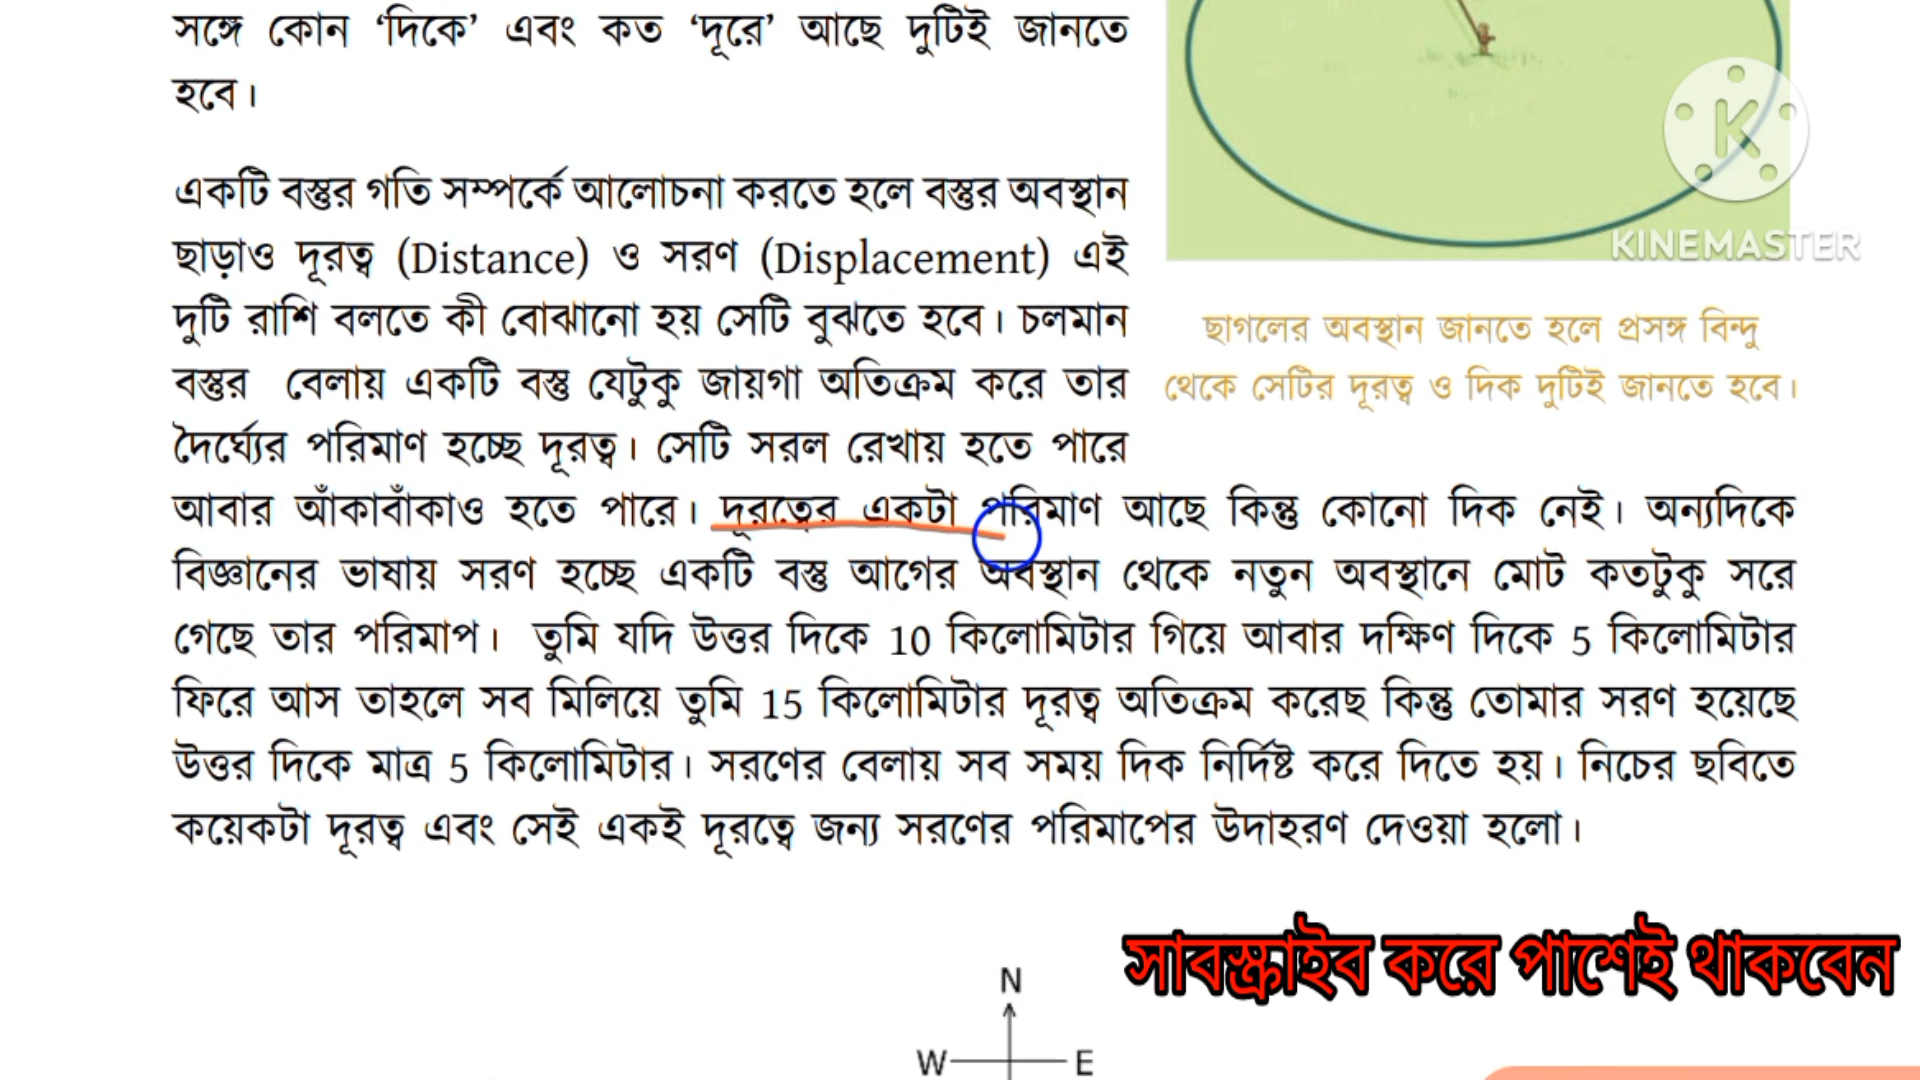 সঙ্গে কোন ‘দিকে’ এবং কত ‘দূরে’ আছে দুটিই জানতে
হবে।
একটি বস্তুর গতি সম্পর্কে আলোচনা করতে হলে বস্তুর অবস্থান
ছাড়াও দূরত্ব (Distance) ও সরণ (Displacement) এই
দুটি রাশি বলতে কী বোঝানো হয় সেটি বুঝতে হবে। চলমান
বস্তুর বেলায় একটি বস্তু যেটুকু জায়গা অতিক্রম করে তার
দৈর্ঘ্যের পরিমাণ হচ্ছে দূরত্ব। সেটি সরল রেখায় হতে পারে
আবার আঁকাবাঁকাও হতে পারে। দূরত্বের একটা পরিমাণ আছে কিন্তু কোনো দিক নেই। অন্যদিকে
বিজ্ঞানের ভাষায় সরণ হচ্ছে একটি বস্তু আগের অবস্থান থেকে নতুন অবস্থানে মোট কতটুকু সরে
গেছে তার পরিমাপ। তুমি যদি উত্তর দিকে 10 কিলোমিটার গিয়ে আবার দক্ষিণ দিকে 5 কিলোমিটার
ফিরে আস তাহলে সব মিলিয়ে তুমি 15 কিলোমিটার দূরত্ব অতিক্রম করেছ কিন্তু তোমার সরণ হয়েছে
উত্তর দিকে মাত্র 5 কিলোমিটার। সরণের বেলায় সব সময় দিক নির্দিষ্ট করে দিতে হয়। নিচের ছবিতে
কয়েকটা দূরত্ব এবং সেই একই দূরত্বে জন্য সরণের পরিমাপের উদাহরণ দেওয়া হলো।
K
KINEMASTER
ছাগলের অবস্থান জানতে হলে প্রসঙ্গ বিন্দু
থেকে সেটির দূরত্ব ও দিক দুটিই জানতে হবে।
সাবস্ক্রাইব করে পাশেই থাকবেন
N
W E